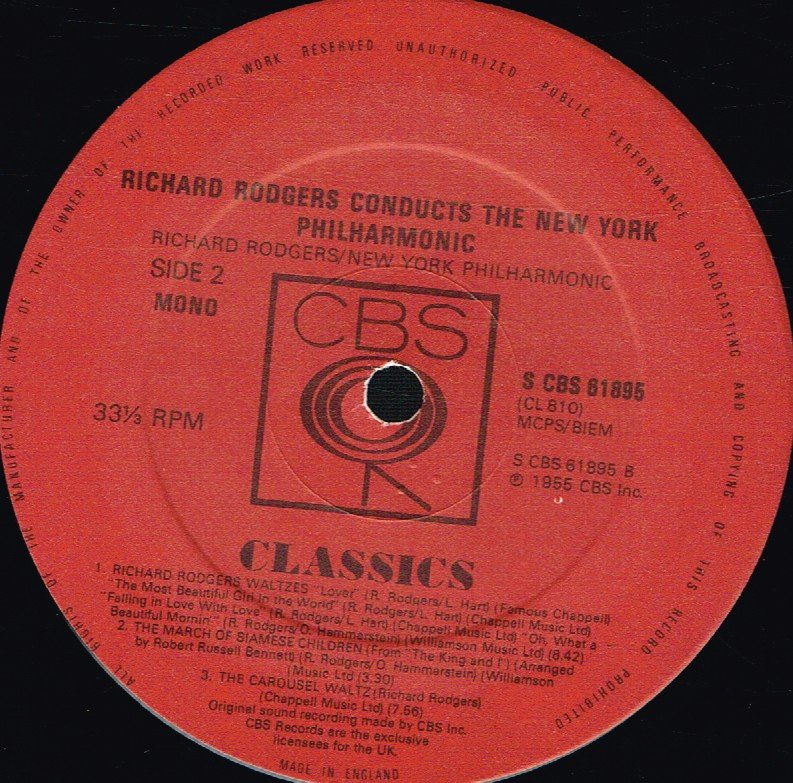 ALL RIGHTS OF THE MANUFACTURER AND OF THE OWNER OF THE RECORDED WORK RESERVED UNAUTHORIZED PUBLIC PERFORMANCE BROADCASTING AND COPYING OF THIS RECORD PROHIBITED
RICHARD RODGERS CONDUCTS THE NEW YORK
PHILHARMONIC
RICHARD RODGERS/NEW YORK PHILHARMONIC
SIDE 2
MONO
CBS
33⅓ RPM
S CBS 61895
(CL 810)
MCPS/BIEM
S CBS 61895 B
℗ 1955 CBS Inc.
CLASSICS
1. RICHARD RODGERS WALTZES "Lover" (R. Rodgers/L. Hart) (Famous Chappell)
"The Most Beautiful Girl in the World" (R. Rodgers/L. Hart) (Chappell Music Ltd)
"Falling in Love With Love" (R. Rodgers/L. Hart) (Chappell Music Ltd) "Oh, What a
Beautiful Mornin'" (R. Rodgers/O. Hammerstein) (Williamson Music Ltd) (8.42)
2. THE MARCH OF SIAMESE CHILDREN (From "The King and I") (Arranged
by Robert Russell Bennett) (R. Rodgers/O. Hammerstein) (Williamson
Music Ltd (3.30)
3. THE CAROUSEL WALTZ (Richard Rodgers)
(Chappell Music Ltd) (7.56)
Original sound recording made by CBS Inc.
CBS Records are the exclusive
licensees for the UK.
MADE IN ENGLAND